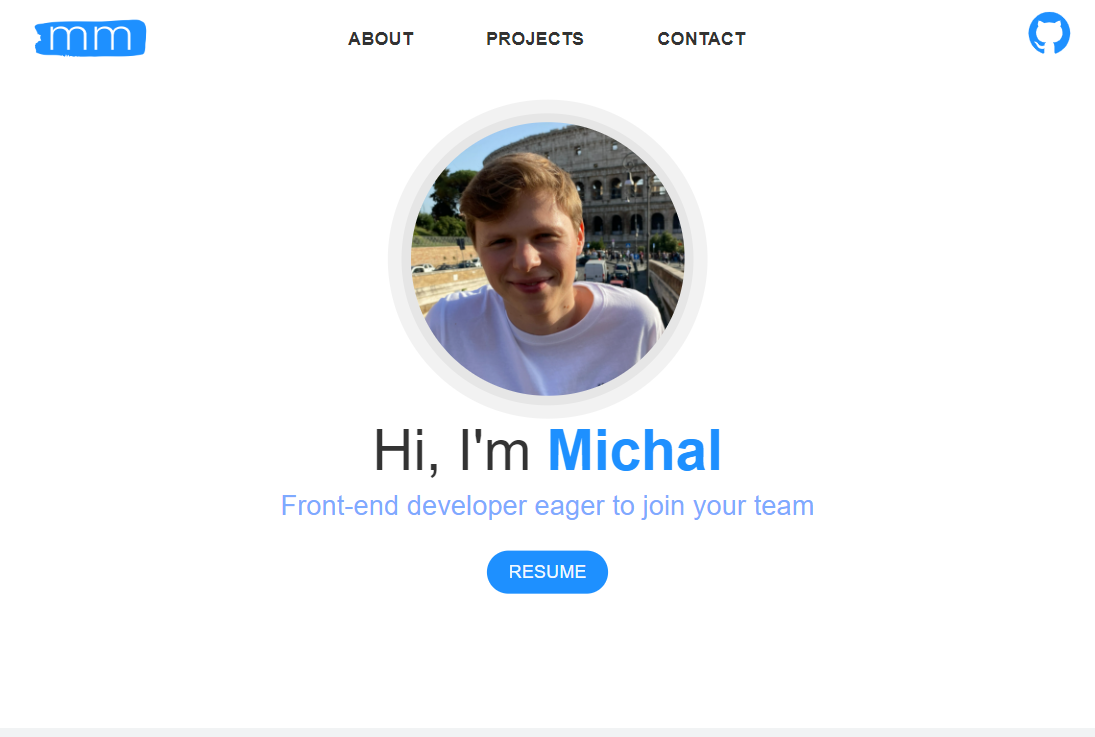 mm
ABOUT PROJECTS CONTACT
Hi, I'm Michal
Front-end developer eager to join your team
RESUME